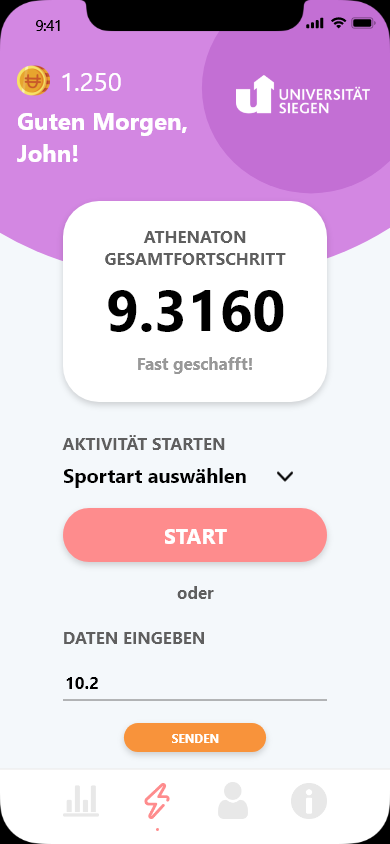 9:41
1.250
UNIVERSITÄT
SIEGEN
Guten Morgen,
John!
ATHENATON
GESAMTFORTSCHRITT
9.3160
Fast geschafft!
AKTIVITÄT STARTEN
Sportart auswählen
START
oder
DATEN EINGEBEN
10.2
SENDEN